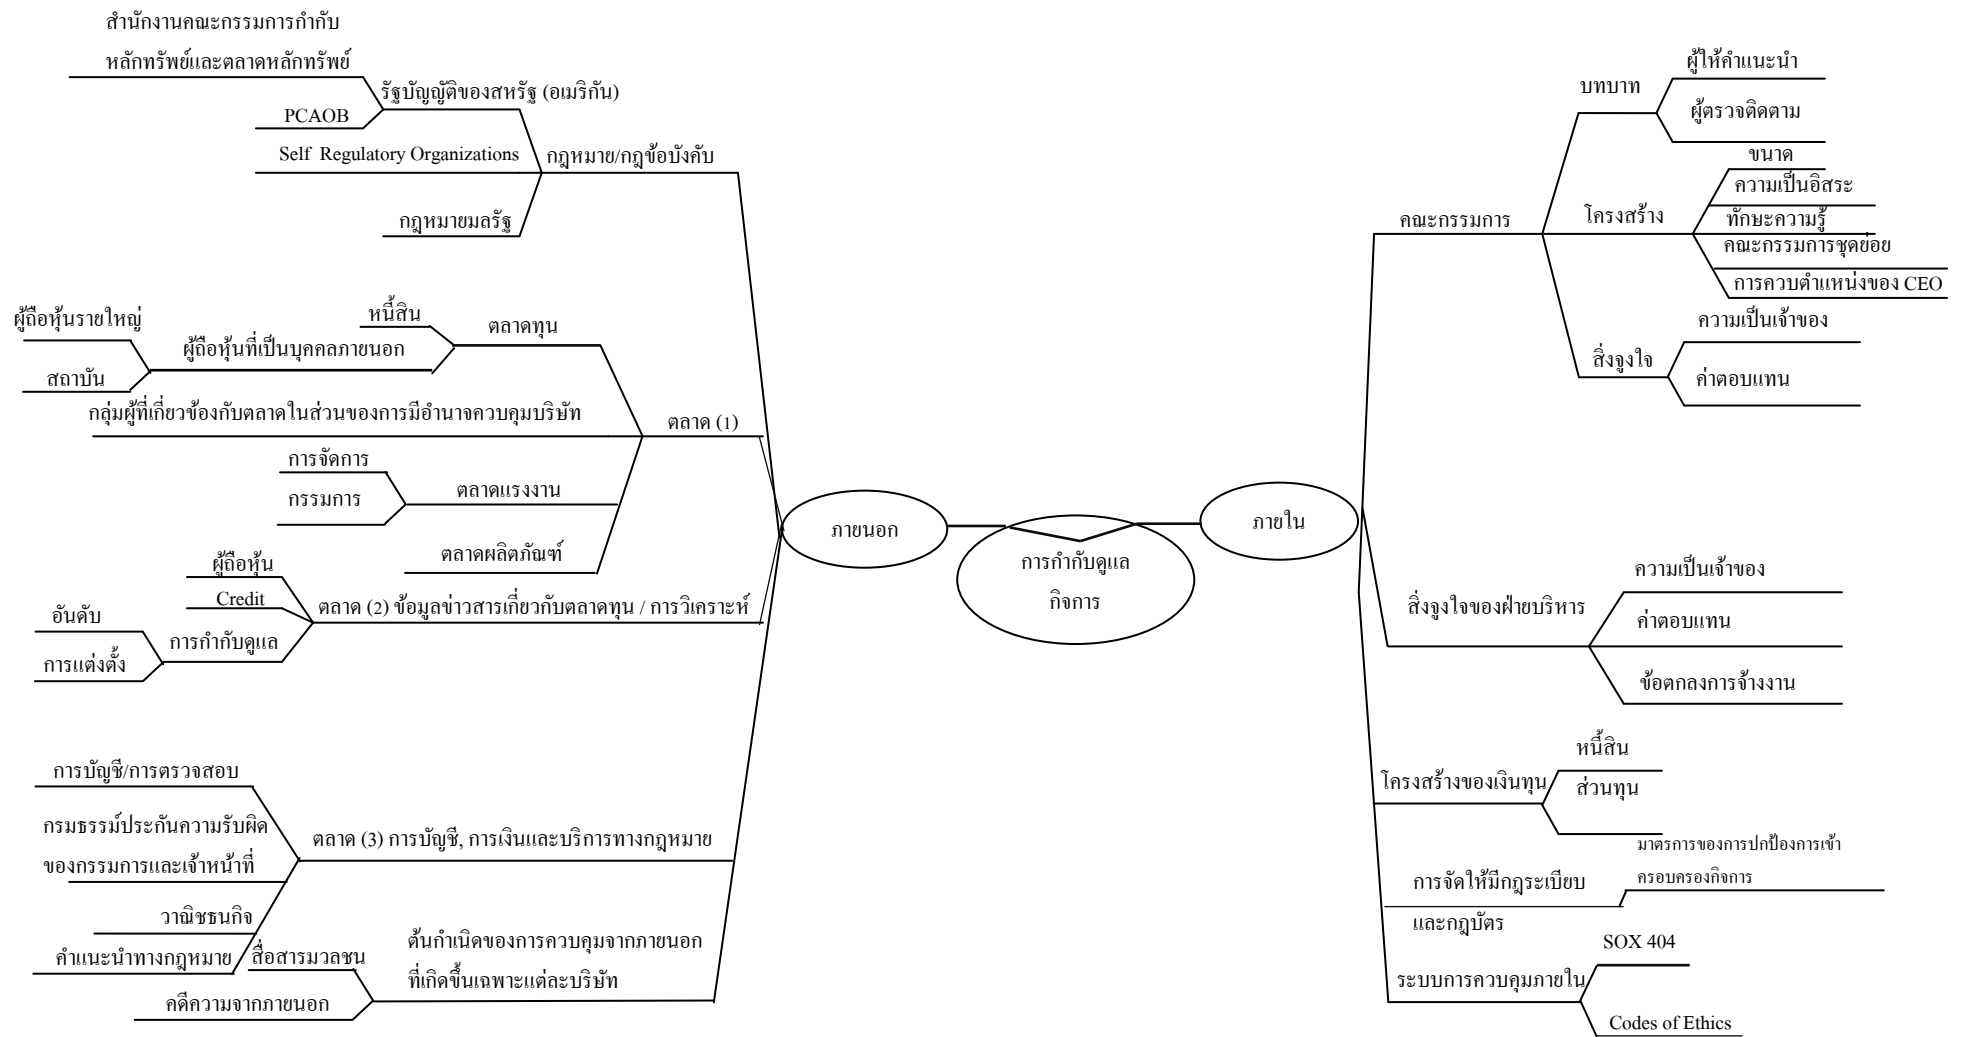 สำนักงานคณะกรรมการกำกับ
หลักทรัพย์และตลาดหลักทรัพย์
รัฐบัญญัติของสหรัฐ (อเมริกัน)
PCAOB
Self Regulatory Organizations
กฎหมาย/กฎข้อบังคับ
กฎหมายมลรัฐ
หนี้สิน
ตลาดทุน
ผู้ถือหุ้นรายใหญ่
ผู้ถือหุ้นที่เป็นบุคคลภายนอก
สถาบัน
กลุ่มผู้ที่เกี่ยวข้องกับตลาดในส่วนของการมีอำนาจควบคุมบริษัท
ตลาด (1)
การจัดการ
ตลาดแรงงาน
กรรมการ
ตลาดผลิตภัณฑ์
ผู้ถือหุ้น
Credit
ตลาด (2) ข้อมูลข่าวสารเกี่ยวกับตลาดทุน / การวิเคราะห์
อันดับ
การกำกับดูแล
การแต่งตั้ง
การบัญชี/การตรวจสอบ
กรมธรรม์ประกันความรับผิด
ของกรรมการและเจ้าหน้าที่
ตลาด (3) การบัญชี, การเงินและบริการทางกฎหมาย
วาณิชธนกิจ
คำแนะนำทางกฎหมาย
สื่อสารมวลชน
ต้นกำเนิดของการควบคุมจากภายนอก
ที่เกิดขึ้นเฉพาะแต่ละบริษัท
คดีความจากภายนอก
ภายนอก
การกำกับดูแล
กิจการ
ภายใน
ผู้ให้คำแนะนำ
บทบาท
ผู้ตรวจติดตาม
ขนาด
ความเป็นอิสระ
คณะกรรมการ
โครงสร้าง
ทักษะความรู้
คณะกรรมการชุดย่อย
การควบตำแหน่งของ CEO
ความเป็นเจ้าของ
สิ่งจูงใจ
ค่าตอบแทน
ความเป็นเจ้าของ
สิ่งจูงใจของฝ่ายบริหาร
ค่าตอบแทน
ข้อตกลงการจ้างงาน
หนี้สิน
โครงสร้างของเงินทุน
ส่วนทุน
มาตรการของการปกป้องการเข้า
ครอบครองกิจการ
การจัดให้มีกฎระเบียบ
และกฎบัตร
SOX 404
ระบบการควบคุมภายใน
Codes of Ethics